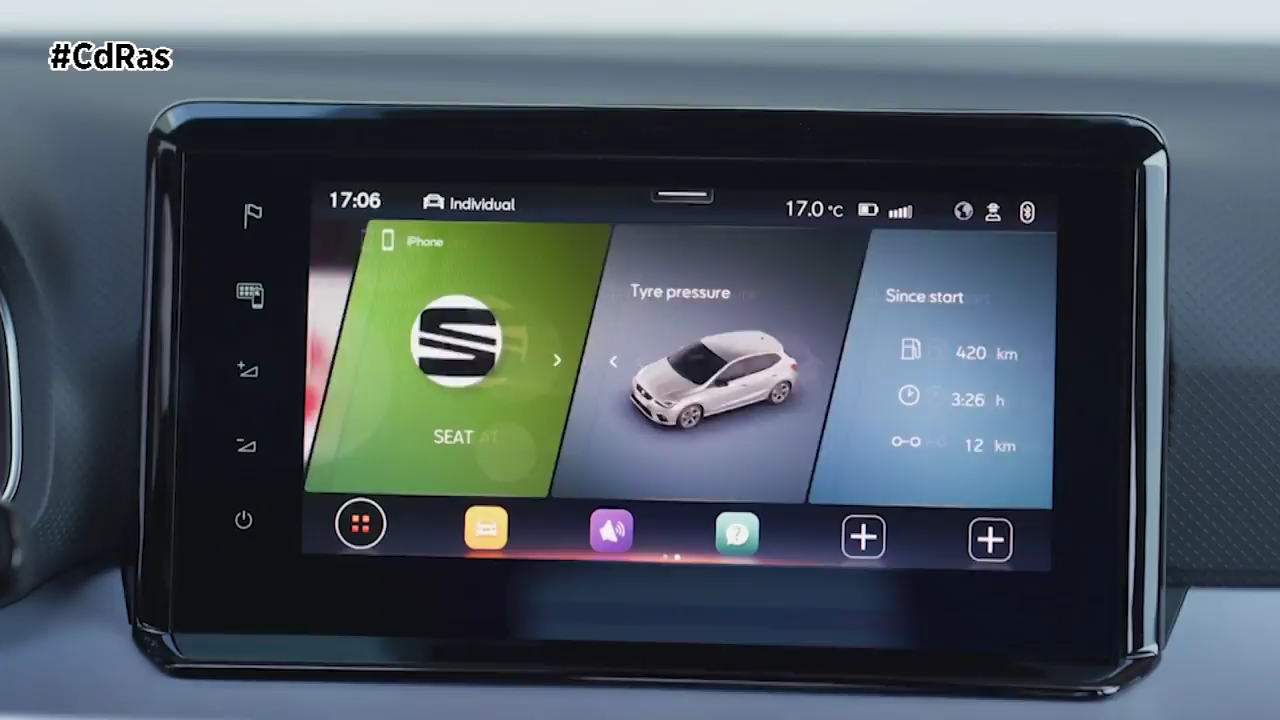 #CdRas
17:06 Individual 17.0 °C
iPhone
Tyre pressure
Since start
420 km
3:26 h
12 km
SEAT